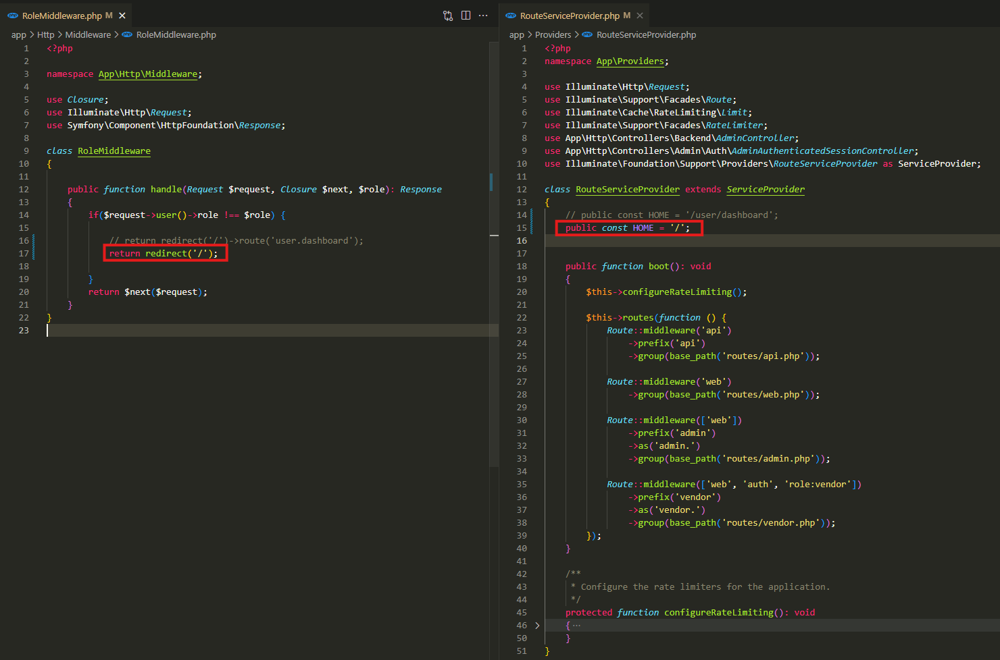 RoleMiddleware.php M
app > Http > Middleware > RoleMiddleware.php
1 <?php
2
3 namespace App\Http\Middleware;
4
5 use Closure;
6 use Illuminate\Http\Request;
7 use Symfony\Component\HttpFoundation\Response;
8
9 class RoleMiddleware
10 {
11
12     public function handle(Request $request, Closure $next, $role): Response
13     {
14         if($request->user()->role !== $role) {
15
16             // return redirect('/')->route('user.dashboard');
17             return redirect('/');
18
19         }
20         return $next($request);
21     }
22 }
23
RouteServiceProvider.php M
app > Providers > RouteServiceProvider.php
1 <?php
2 namespace App\Providers;
3
4 use Illuminate\Http\Request;
5 use Illuminate\Support\Facades\Route;
6 use Illuminate\Cache\RateLimiting\Limit;
7 use Illuminate\Support\Facades\RateLimiter;
8 use App\Http\Controllers\Backend\AdminController;
9 use App\Http\Controllers\Admin\Auth\AdminAuthenticatedSessionController;
10 use Illuminate\Foundation\Support\Providers\RouteServiceProvider as ServiceProvider;
11
12 class RouteServiceProvider extends ServiceProvider
13 {
14     // public const HOME = '/user/dashboard';
15     public const HOME = '/';
16
17
18     public function boot(): void
19     {
20         $this->configureRateLimiting();
21
22         $this->routes(function () {
23             Route::middleware('api')
24                 ->prefix('api')
25                 ->group(base_path('routes/api.php'));
26
27             Route::middleware('web')
28                 ->group(base_path('routes/web.php'));
29
30             Route::middleware(['web'])
31                 ->prefix('admin')
32                 ->as('admin.')
33                 ->group(base_path('routes/admin.php'));
34
35             Route::middleware(['web', 'auth', 'role:vendor'])
36                 ->prefix('vendor')
37                 ->as('vendor.')
38                 ->group(base_path('routes/vendor.php'));
39         });
40     }
41
42     /**
43      * Configure the rate limiters for the application.
44      */
45     protected function configureRateLimiting(): void
46     {···
50     }
51 }